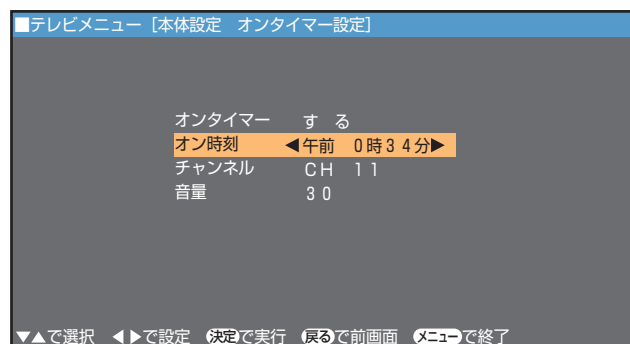 ■テレビメニュー [本体設定 オンタイマー設定]
オンタイマー す る
オン時刻 ◀午前 0時34分▶
チャンネル CH 11
音量 30
▼▲で選択 ◀▶で設定 決定で実行 戻るで前画面 メニューで終了